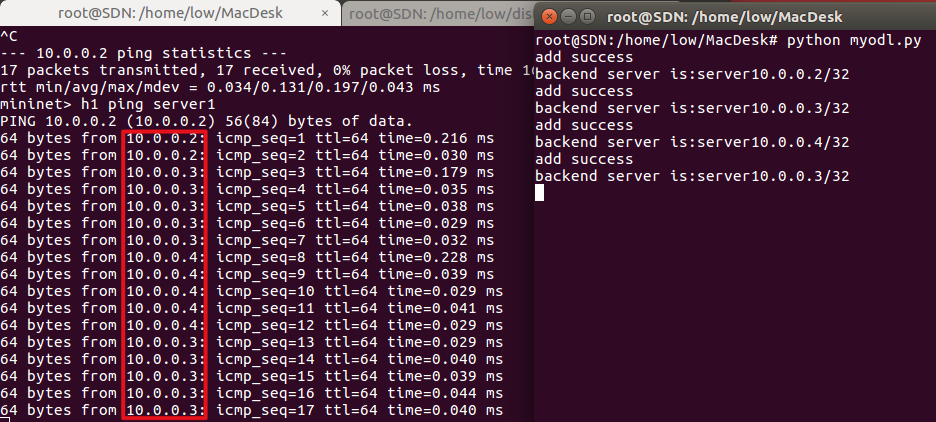 root@SDN: /home/low/MacDesk × root@SDN: /home/low/dis
^C
--- 10.0.0.2 ping statistics ---
17 packets transmitted, 17 received, 0% packet loss, time
rtt min/avg/max/mdev = 0.034/0.131/0.197/0.043 ms
mininet> h1 ping server1
PING 10.0.0.2 (10.0.0.2) 56(84) bytes of data.
64 bytes from 10.0.0.2: icmp_seq=1 ttl=64 time=0.216 ms
64 bytes from 10.0.0.2: icmp_seq=2 ttl=64 time=0.030 ms
64 bytes from 10.0.0.3: icmp_seq=3 ttl=64 time=0.179 ms
64 bytes from 10.0.0.3: icmp_seq=4 ttl=64 time=0.035 ms
64 bytes from 10.0.0.3: icmp_seq=5 ttl=64 time=0.038 ms
64 bytes from 10.0.0.3: icmp_seq=6 ttl=64 time=0.029 ms
64 bytes from 10.0.0.3: icmp_seq=7 ttl=64 time=0.032 ms
64 bytes from 10.0.0.4: icmp_seq=8 ttl=64 time=0.228 ms
64 bytes from 10.0.0.4: icmp_seq=9 ttl=64 time=0.039 ms
64 bytes from 10.0.0.4: icmp_seq=10 ttl=64 time=0.029 ms
64 bytes from 10.0.0.4: icmp_seq=11 ttl=64 time=0.041 ms
64 bytes from 10.0.0.4: icmp_seq=12 ttl=64 time=0.029 ms
64 bytes from 10.0.0.3: icmp_seq=13 ttl=64 time=0.029 ms
64 bytes from 10.0.0.3: icmp_seq=14 ttl=64 time=0.040 ms
64 bytes from 10.0.0.3: icmp_seq=15 ttl=64 time=0.039 ms
64 bytes from 10.0.0.3: icmp_seq=16 ttl=64 time=0.044 ms
64 bytes from 10.0.0.3: icmp_seq=17 ttl=64 time=0.040 ms
root@SDN: /home/low/MacDesk
root@SDN:/home/low/MacDesk# python myodl.py
add success
backend server is:server10.0.0.2/32
add success
backend server is:server10.0.0.3/32
add success
backend server is:server10.0.0.4/32
add success
backend server is:server10.0.0.3/32